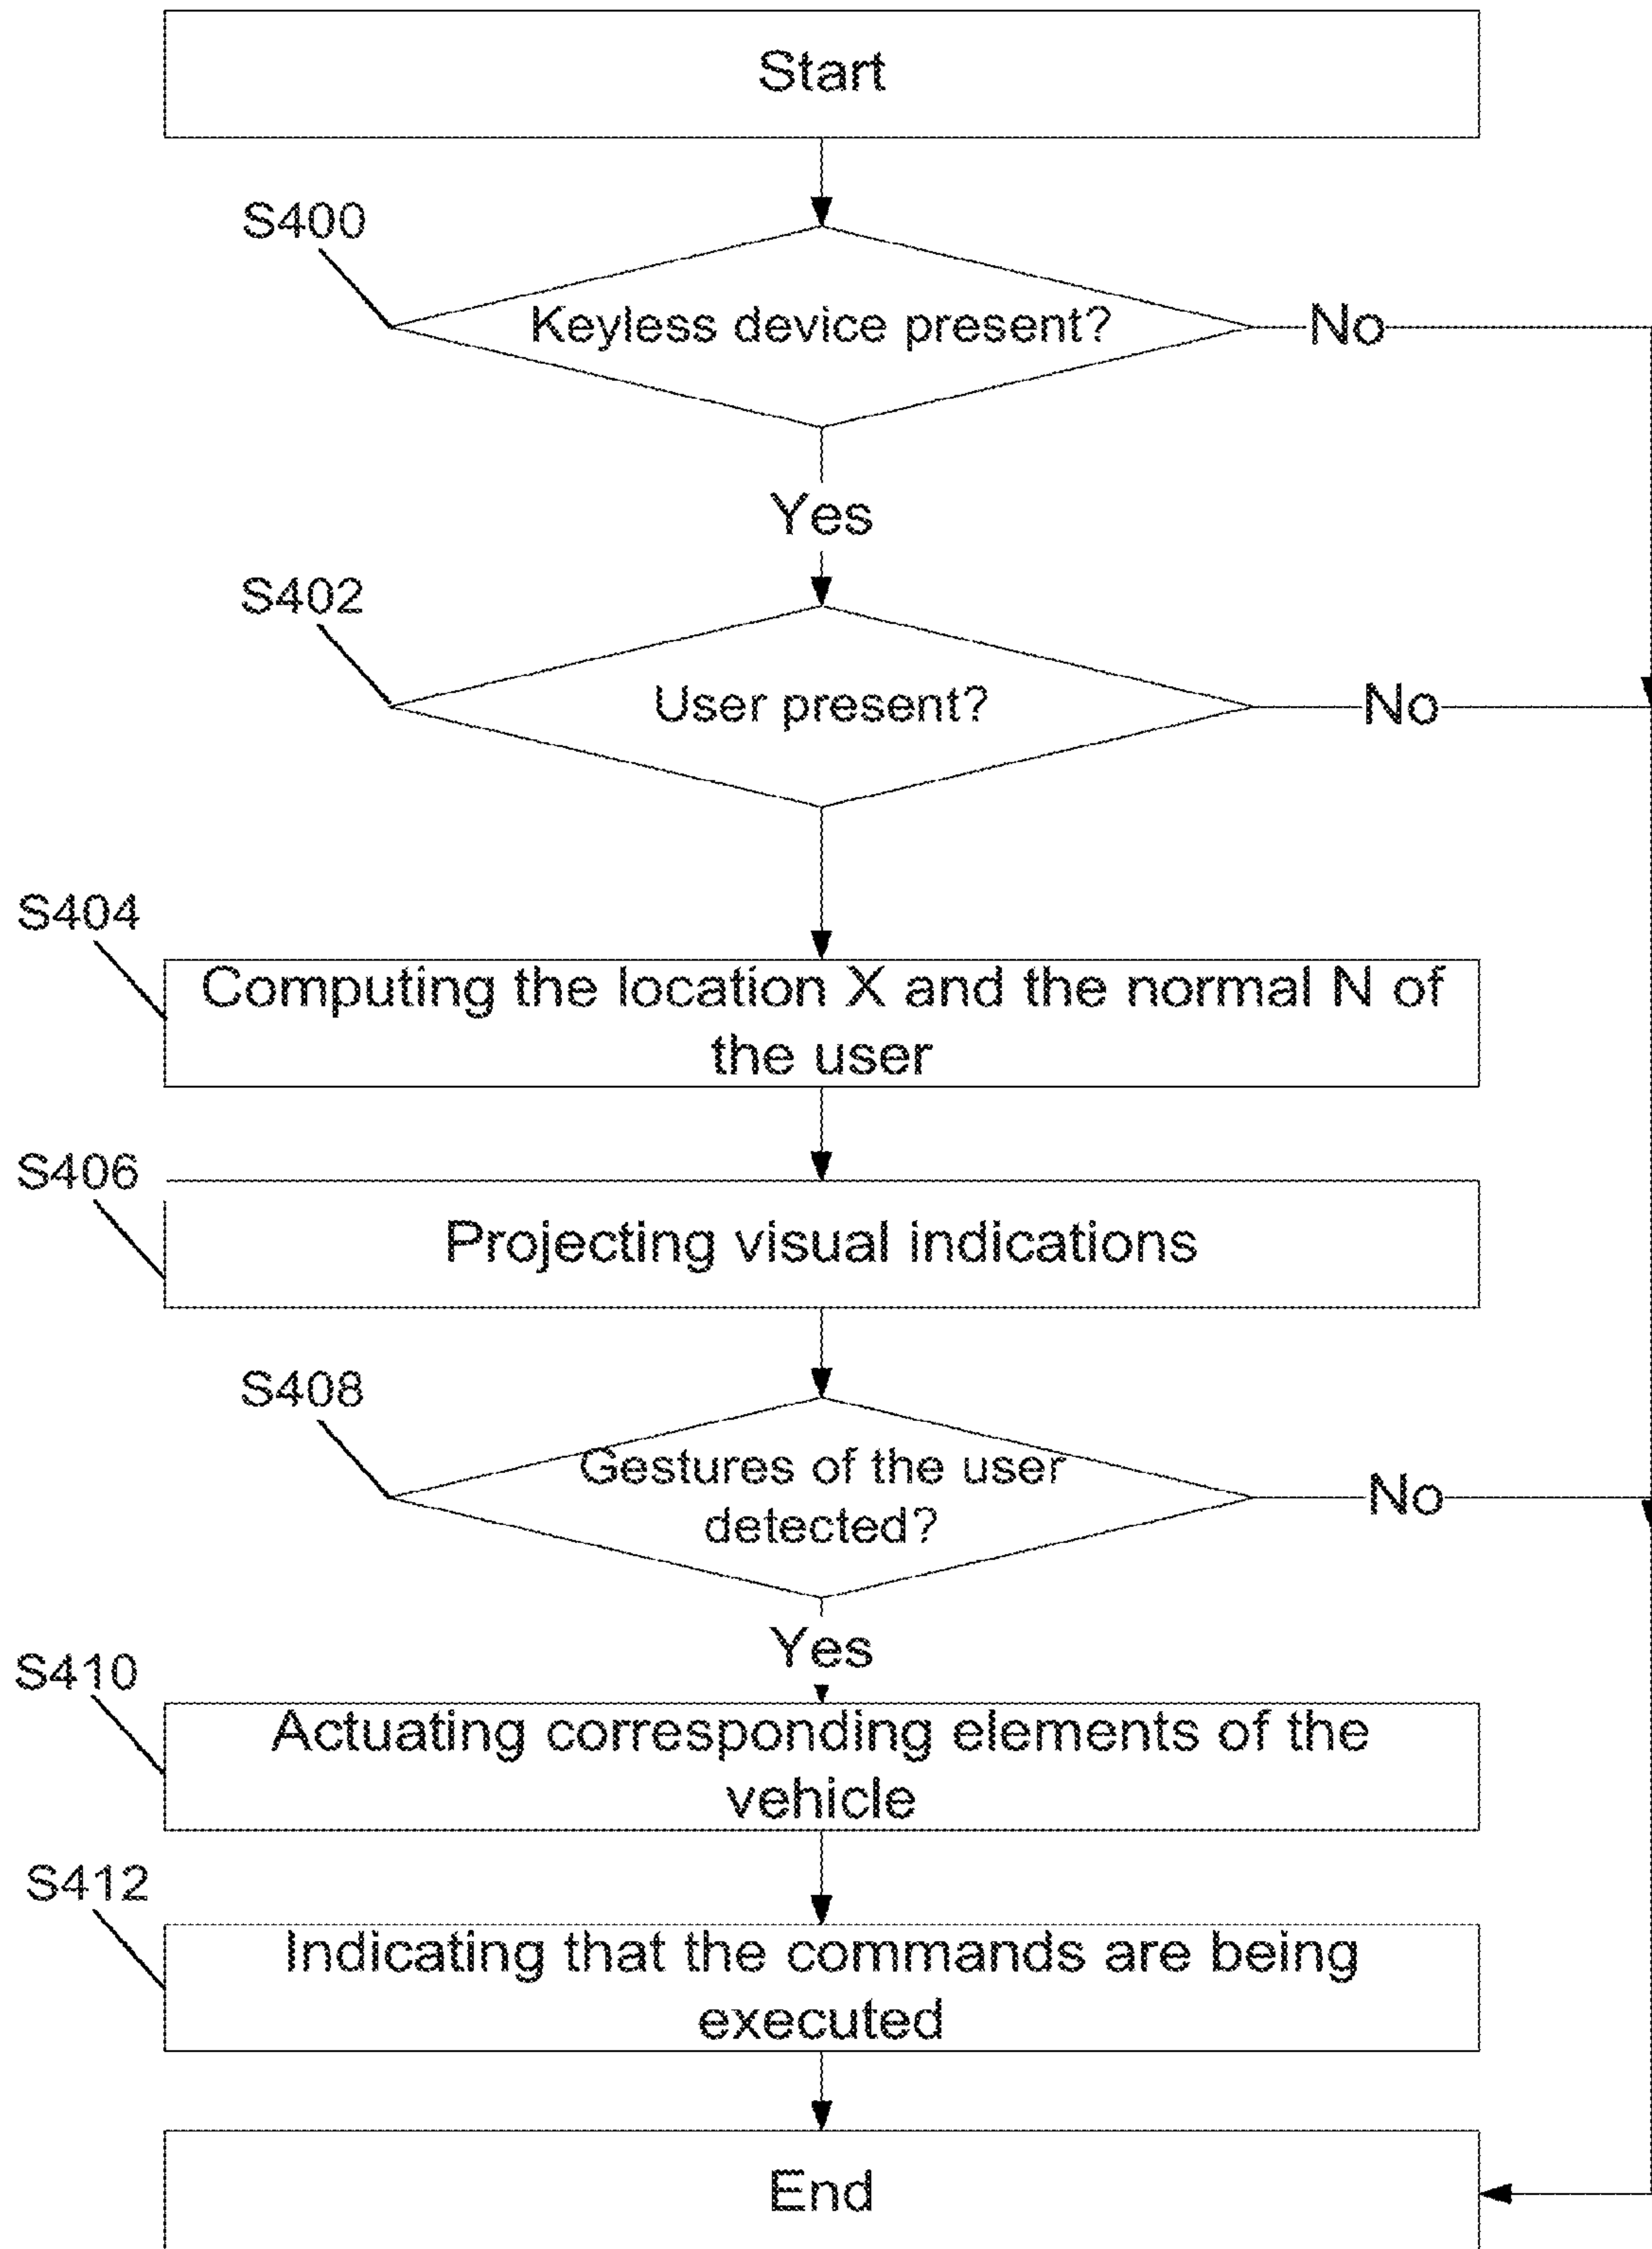 Start
S400
Keyless device present?
No
Yes
S402
User present?
No
S404
Computing the location X and the normal N of
the user
S406
Projecting visual indications
S408
Gestures of the user
detected?
No
Yes
S410
Actuating corresponding elements of the
vehicle
S412
Indicating that the commands are being
executed
End